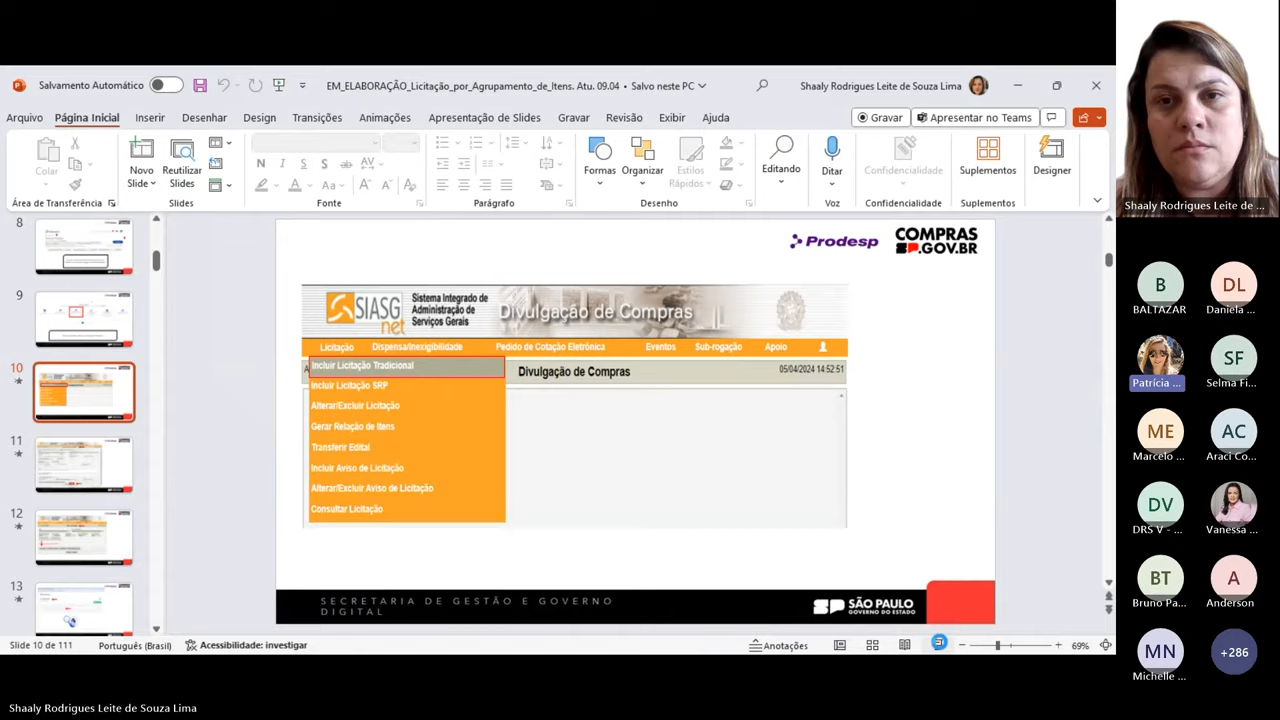 Salvamento Automático
EM_ELABORAÇÃO_Licitação_por_Agrupamento_de_Itens. Atu. 09.04 • Salvo neste PC
Shaaly Rodrigues Leite de Souza Lima
Arquivo Página Inicial Inserir Desenhar Design Transições Animações Apresentação de Slides Gravar Revisão Exibir Ajuda
Gravar
Apresentar no Teams
Colar
Novo Slide
Reutilizar Slides
N I S S AV
A Aa A A A
Formas
Organizar
Estilos Rápidos
Editando
Ditar
Confidencialidade
Suplementos
Designer
Área de Transferência Slides Fonte Parágrafo Desenho Voz Confidencialidade Suplementos
8
9
10
11
12
13
Prodesp
COMPRAS
SP.GOV.BR
SIASG
net
Sistema Integrado de
Administração de
Serviços Gerais
Divulgação de Compras
Licitação Dispensa/Inexigibilidade Pedido de Cotação Eletrônica Eventos Sub-rogação Apoio
A Divulgação de Compras 05/04/2024 14:52:51
Incluir Licitação Tradicional
Incluir Licitação SRP
Alterar/Excluir Licitação
Gerar Relação de Itens
Transferir Edital
Incluir Aviso de Licitação
Alterar/Excluir Aviso de Licitação
Consultar Licitação
SECRETARIA DE GESTÃO E GOVERNO
DIGITAL
SP SÃO PAULO
GOVERNO DO ESTADO
Slide 10 de 111 Português (Brasil) Acessibilidade: investigar
Anotações
69%
Shaaly Rodrigues Leite de ...
B
BALTAZAR
DL
Daniela ...
Patrícia ...
SF
Selma Fi...
ME
Marcelo ...
AC
Araci Co...
DV
DRS V - ...
Vanessa ...
BT
Bruno Pa...
A
Anderson
MN
Michelle ...
+286
Shaaly Rodrigues Leite de Souza Lima